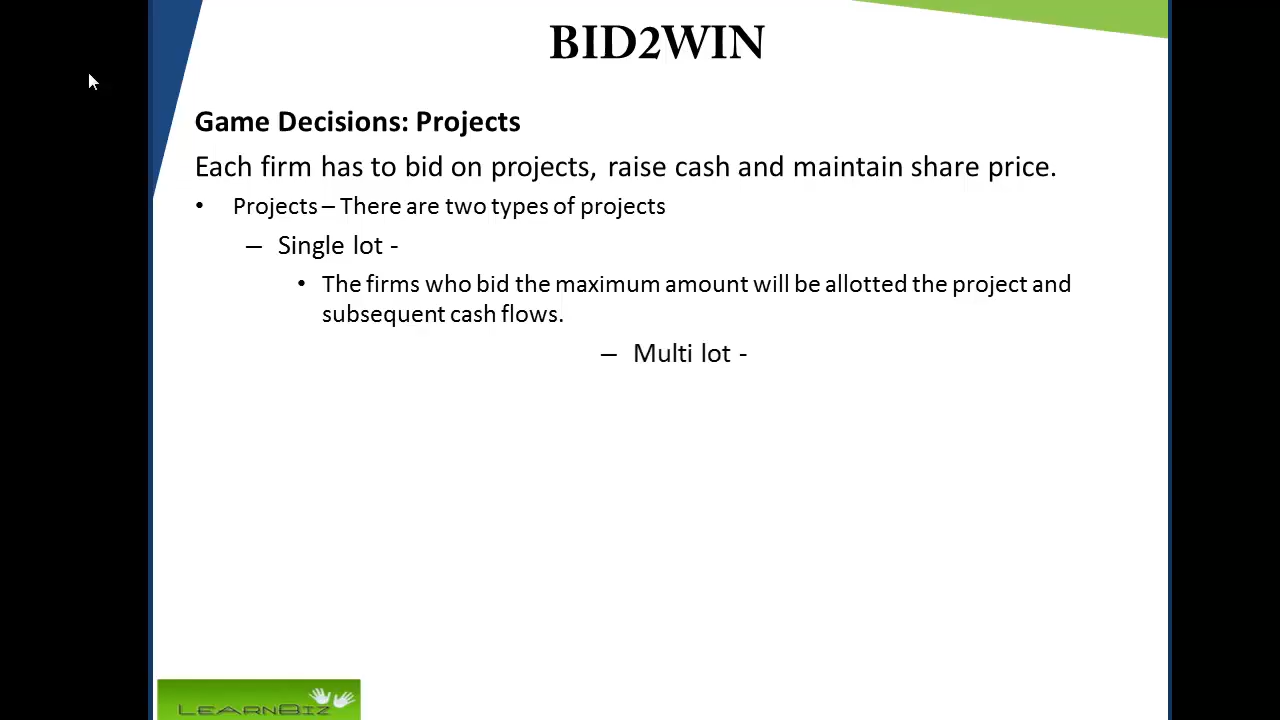 BID2WIN
Game Decisions: Projects
Each firm has to bid on projects, raise cash and maintain share price.
• Projects – There are two types of projects
– Single lot -
• The firms who bid the maximum amount will be allotted the project and
subsequent cash flows.
– Multi lot -
LEARNBIZ